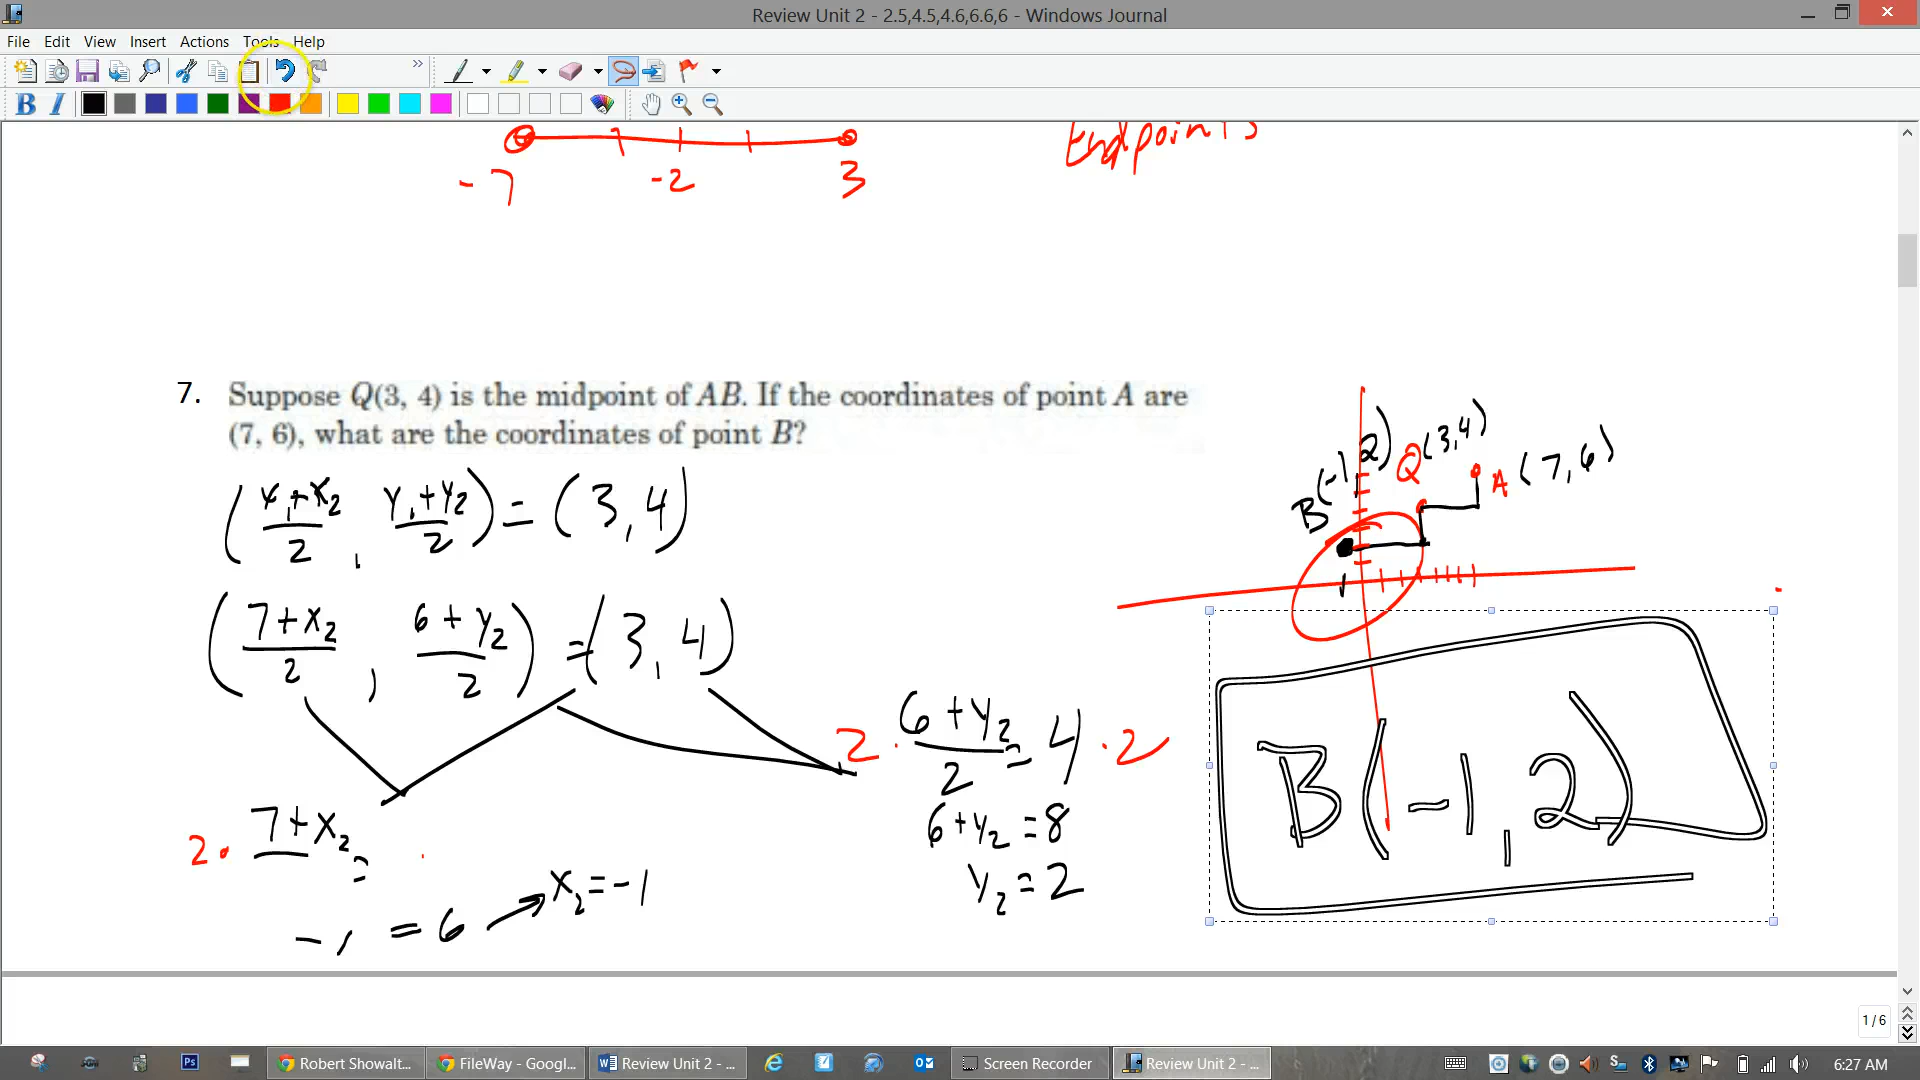 Review Unit 2 - 2.5,4.5,4.6,6.6,6 - Windows Journal
File Edit View Insert Actions Tools Help
B I
Endpoints
-7 -2 3
7. Suppose Q(3, 4) is the midpoint of AB. If the coordinates of point A are
(7, 6), what are the coordinates of point B?
(x₁+x₂/2, y₁+y₂/2) = (3, 4)
B(-1, 2) Q(3,4) A(7,6)
(7+x₂/2, 6+y₂/2) = (3, 4)
2 · 6+y₂/2 = 4 · 2
6+y₂ = 8
y₂ = 2
2 · 7+x₂ =
= 6 → x₂ = -1
B(-1, 2)
1 / 6
Robert Showalt... FileWay - Googl... Review Unit 2 - ... Screen Recorder Review Unit 2 - ... 6:27 AM